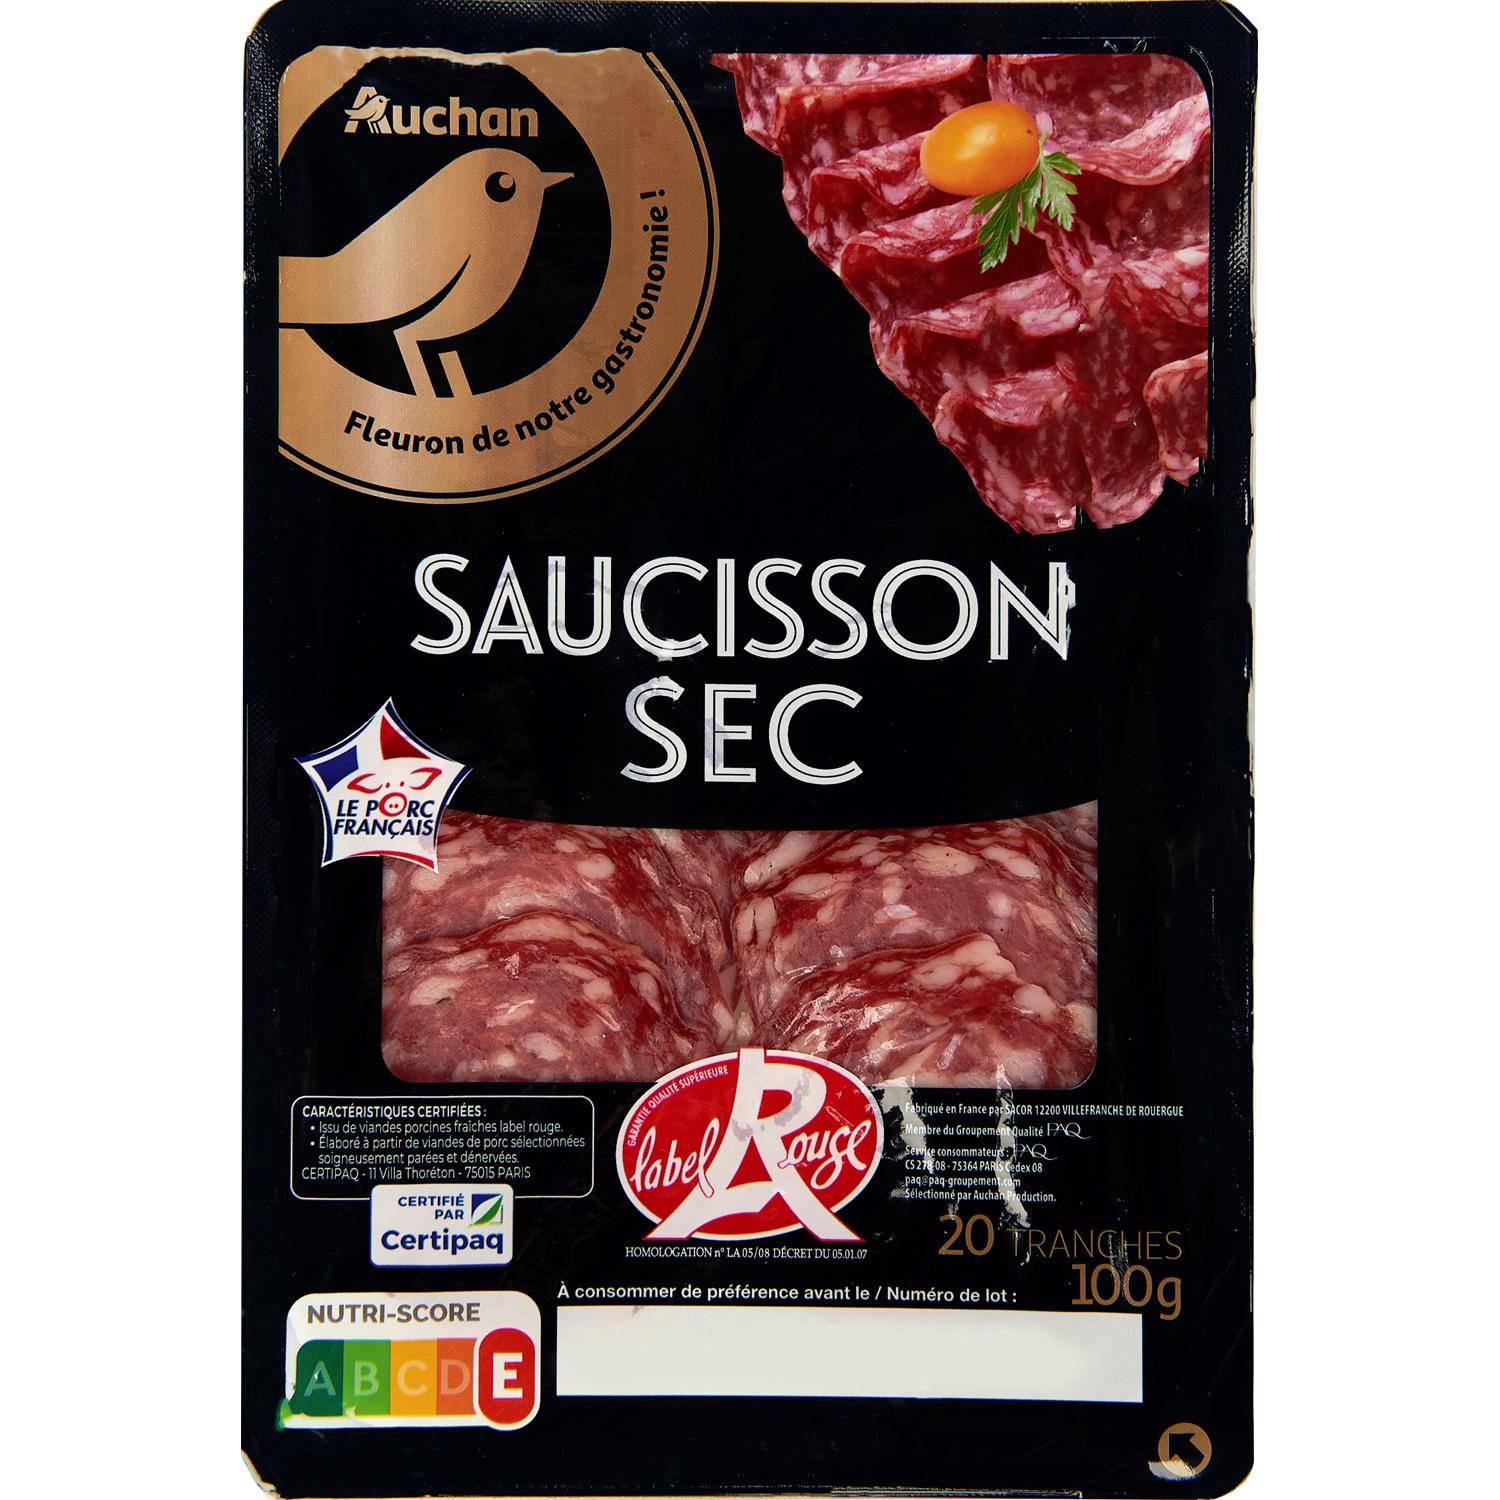 Auchan
Fleuron de notre gastronomie !
SAUCISSON
SEC
LE PORC
FRANÇAIS
CARACTÉRISTIQUES CERTIFIÉES :
• Issu de viandes porcines fraîches label rouge.
• Élaboré à partir de viandes de porc sélectionnées
soigneusement parées et dénervées.
CERTIPAQ - 11 Villa Thoréton - 75015 PARIS
CERTIFIÉ
PAR
Certipaq
GARANTIE QUALITÉ SUPÉRIEURE
label Rouge
HOMOLOGATION n° LA 05/08 DÉCRET DU 05.01.07
Fabriqué en France par SACOR 12200 VILLEFRANCHE DE ROUERGUE
Membre du Groupement Qualité PAQ
Service consommateurs : PAQ
CS 278-08 - 75364 PARIS Cedex 08
paq@paq-groupement.com
Sélectionné par Auchan Production.
20 TRANCHES
100g
À consommer de préférence avant le / Numéro de lot :
NUTRI-SCORE
A B C D E